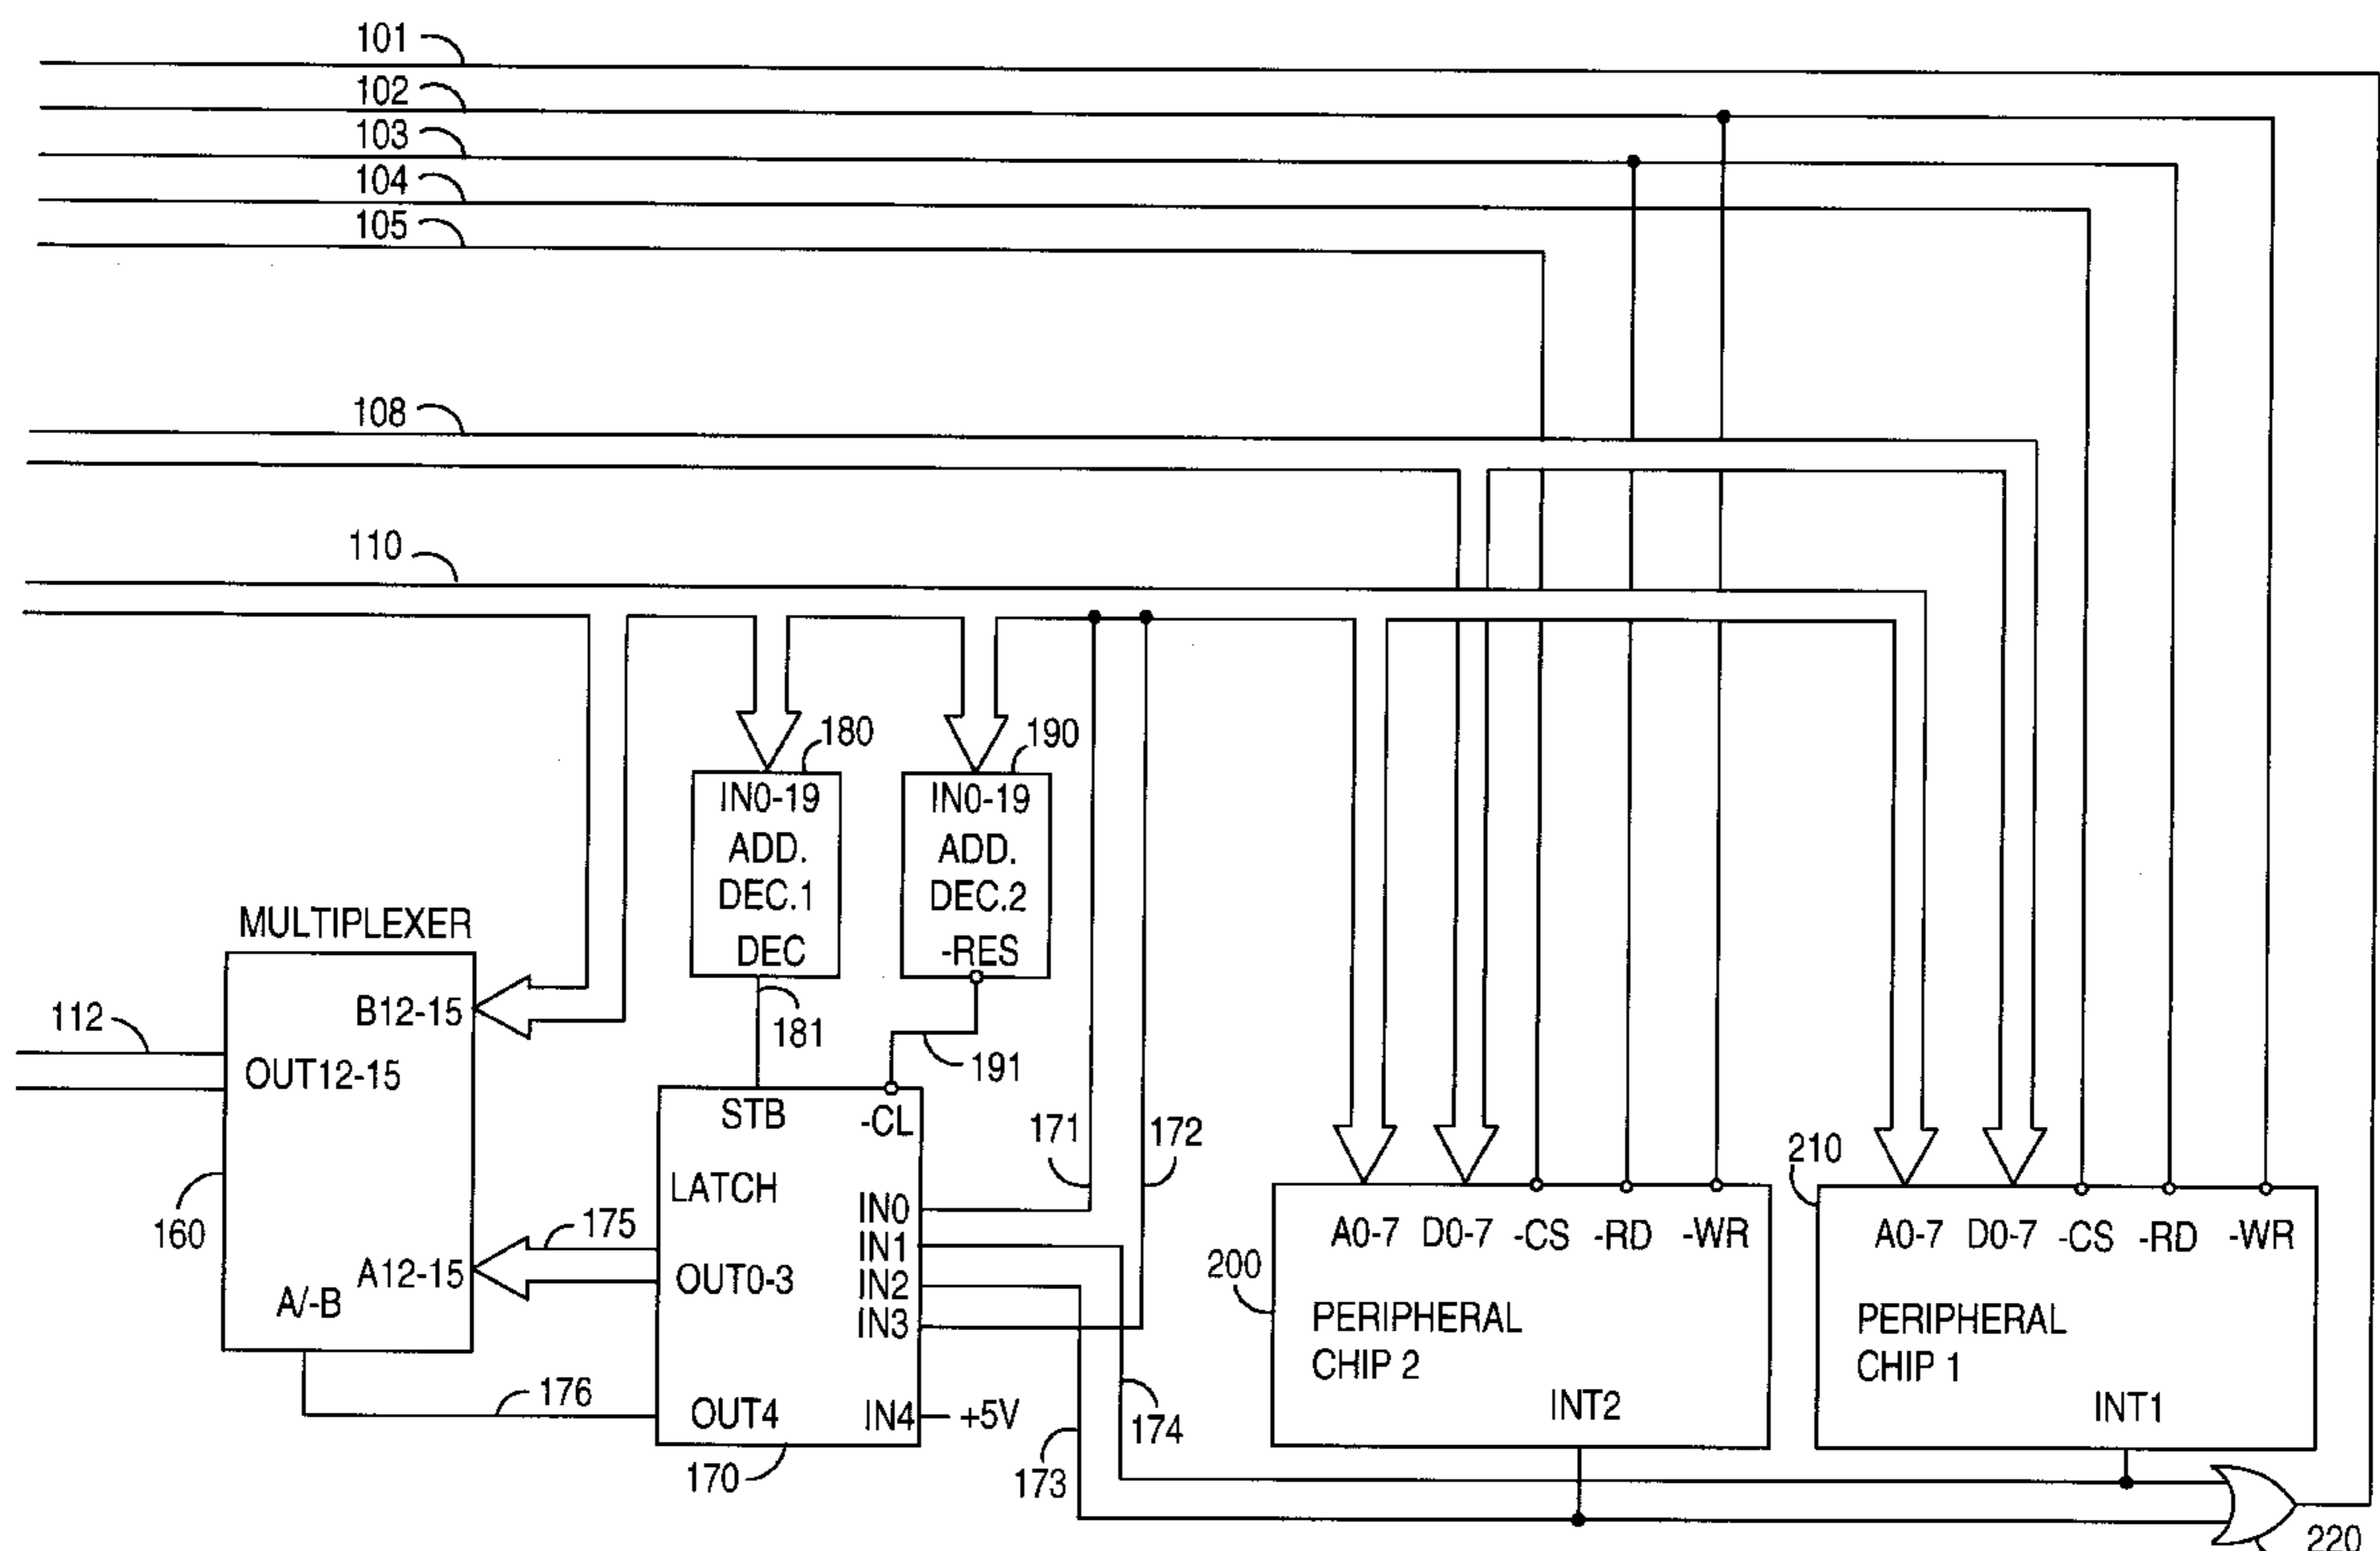 101
102
103
104
105
108
110
180
190
IN0-19
ADD.
DEC.1
DEC
IN0-19
ADD.
DEC.2
-RES
MULTIPLEXER
B12-15
OUT12-15
A12-15
A/-B
112
160
181
191
STB
-CL
LATCH
IN0
IN1
IN2
IN3
OUT0-3
OUT4
IN4
+5V
171
172
175
176
170
173
174
200
A0-7 D0-7 -CS -RD -WR
PERIPHERAL
CHIP 2
INT2
210
A0-7 D0-7 -CS -RD -WR
PERIPHERAL
CHIP 1
INT1
220